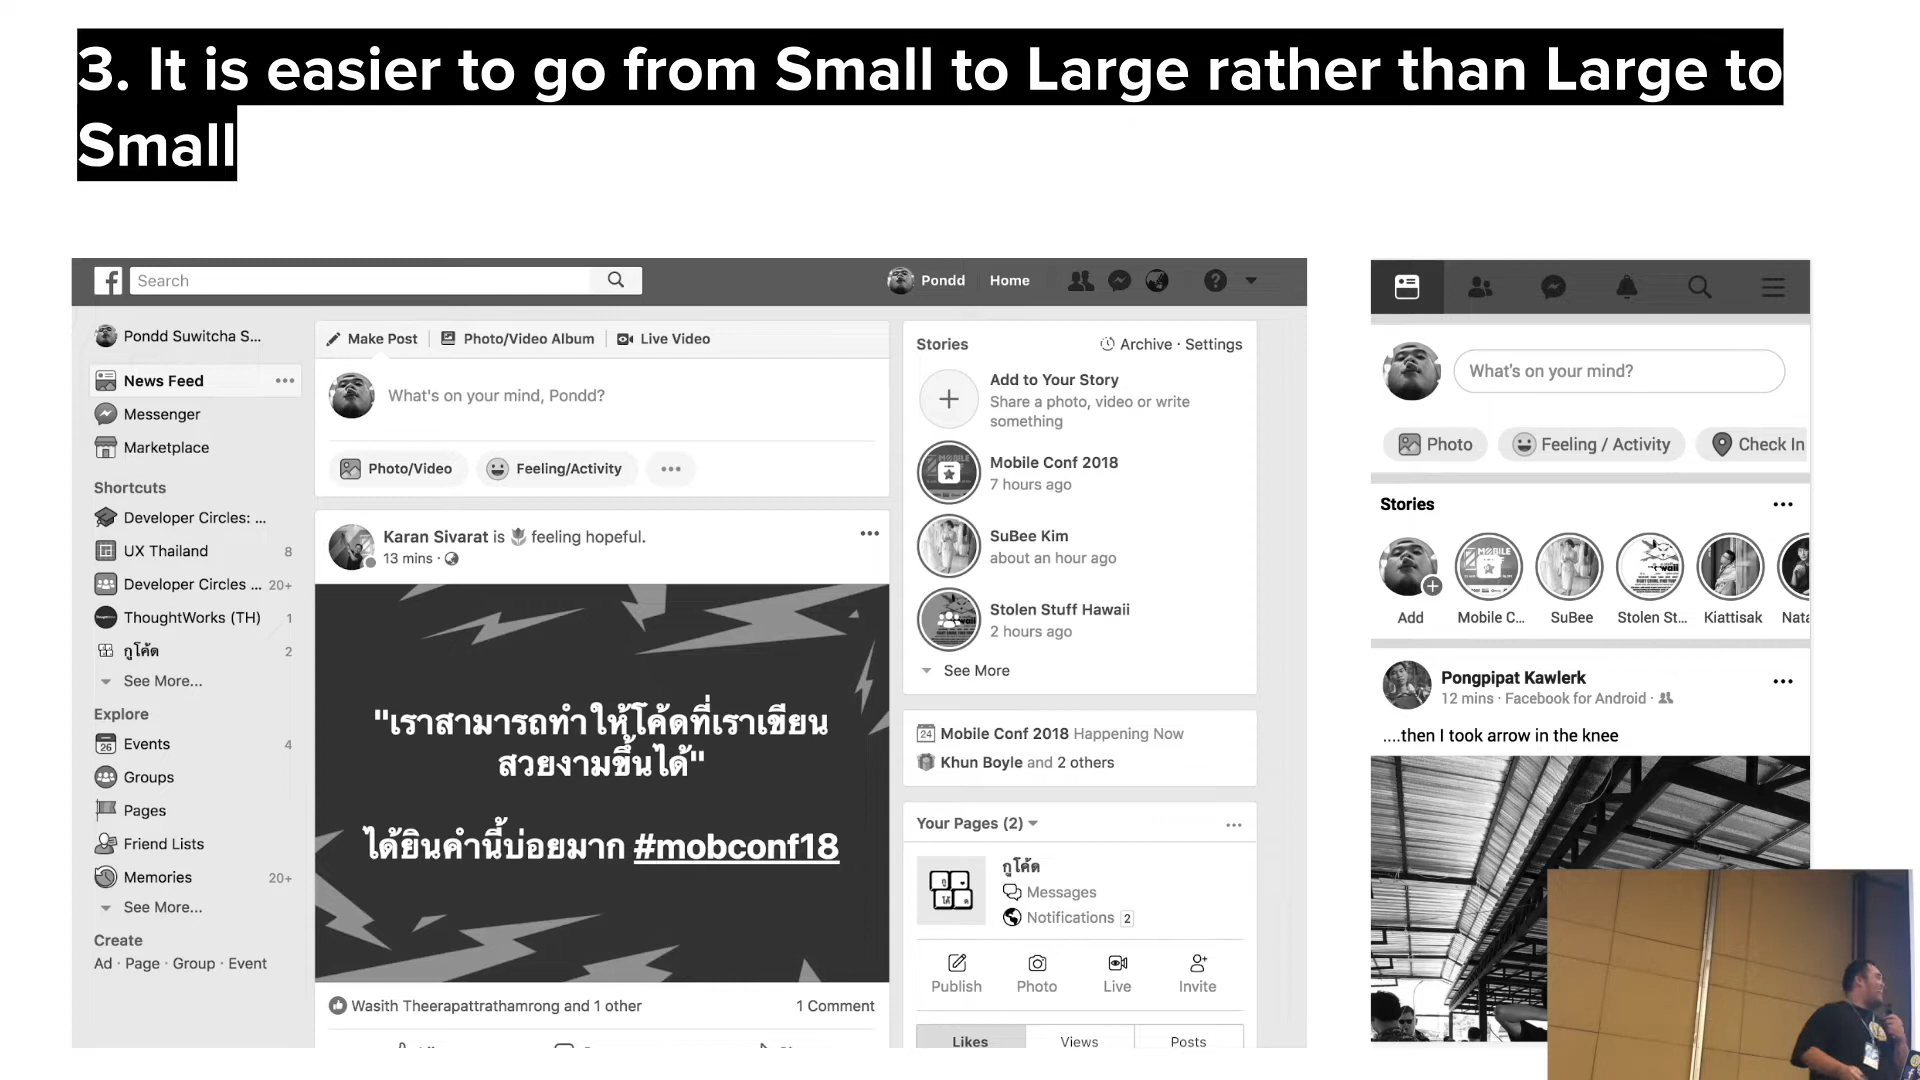 3. It is easier to go from Small to Large rather than Large to
Small
Search
Pondd
Home
Pondd Suwitcha S...
News Feed
Messenger
Marketplace
Shortcuts
Developer Circles: ...
UX Thailand 8
Developer Circles ... 20+
ThoughtWorks (TH) 1
กูโค้ด 2
See More...
Explore
Events 4
Groups
Pages
Friend Lists
Memories 20+
See More...
Create
Ad · Page · Group · Event
Make Post
Photo/Video Album
Live Video
What's on your mind, Pondd?
Photo/Video
Feeling/Activity
Karan Sivarat is feeling hopeful.
13 mins ·
"เราสามารถทำให้โค้ดที่เราเขียน
สวยงามขึ้นได้"
ได้ยินคำนี้บ่อยมาก #mobconf18
Wasith Theerapattrathamrong and 1 other
1 Comment
Stories
Archive · Settings
Add to Your Story
Share a photo, video or write
something
Mobile Conf 2018
7 hours ago
SuBee Kim
about an hour ago
Stolen Stuff Hawaii
2 hours ago
See More
24 Mobile Conf 2018 Happening Now
Khun Boyle and 2 others
Your Pages (2)
กูโค้ด
Messages
Notifications 2
Publish
Photo
Live
Invite
Likes
Views
Posts
What's on your mind?
Photo
Feeling / Activity
Check In
Stories
Add
Mobile C...
SuBee
Stolen St...
Kiattisak
Nata
Pongpipat Kawlerk
12 mins · Facebook for Android ·
....then I took arrow in the knee